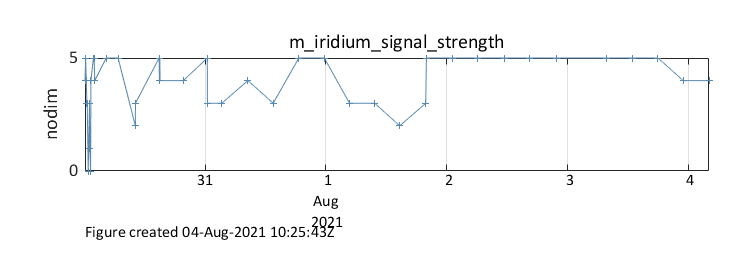 m_iridium_signal_strength
5
nodim
0
31 1 2 3 4
Aug
2021
Figure created 04-Aug-2021 10:25:43Z